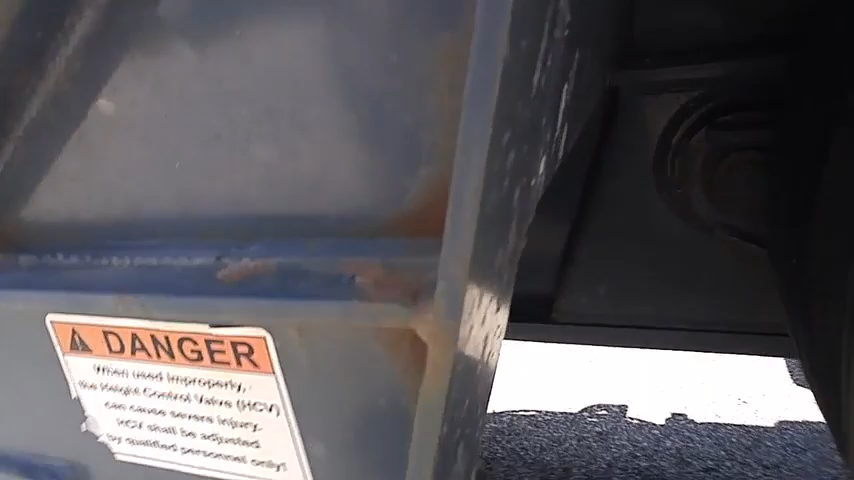 DANGER
When used improperly,
the Height Control Valve (HCV)
can cause severe injury.
HCV shall be adjusted
by qualified personnel only!